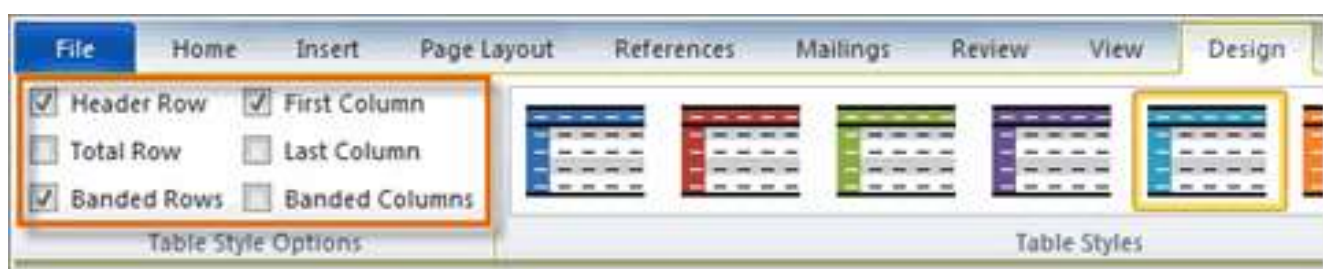 File Home Insert Page Layout References Mailings Review View Design
Header Row First Column
Total Row Last Column
Banded Rows Banded Columns
Table Style Options Table Styles